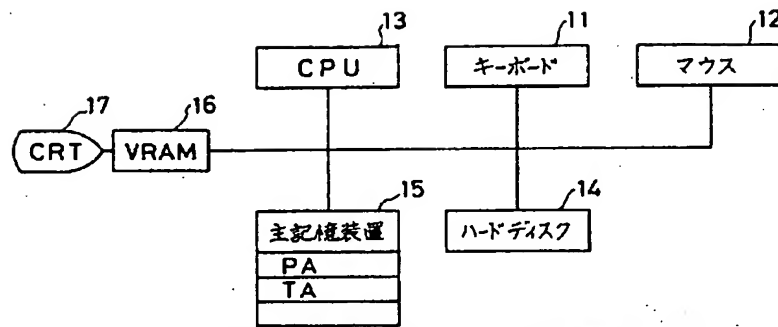 13
CPU
11
キーボード
12
マウス
17
CRT
16
VRAM
15
主記憶装置
PA
TA
14
ハードディスク